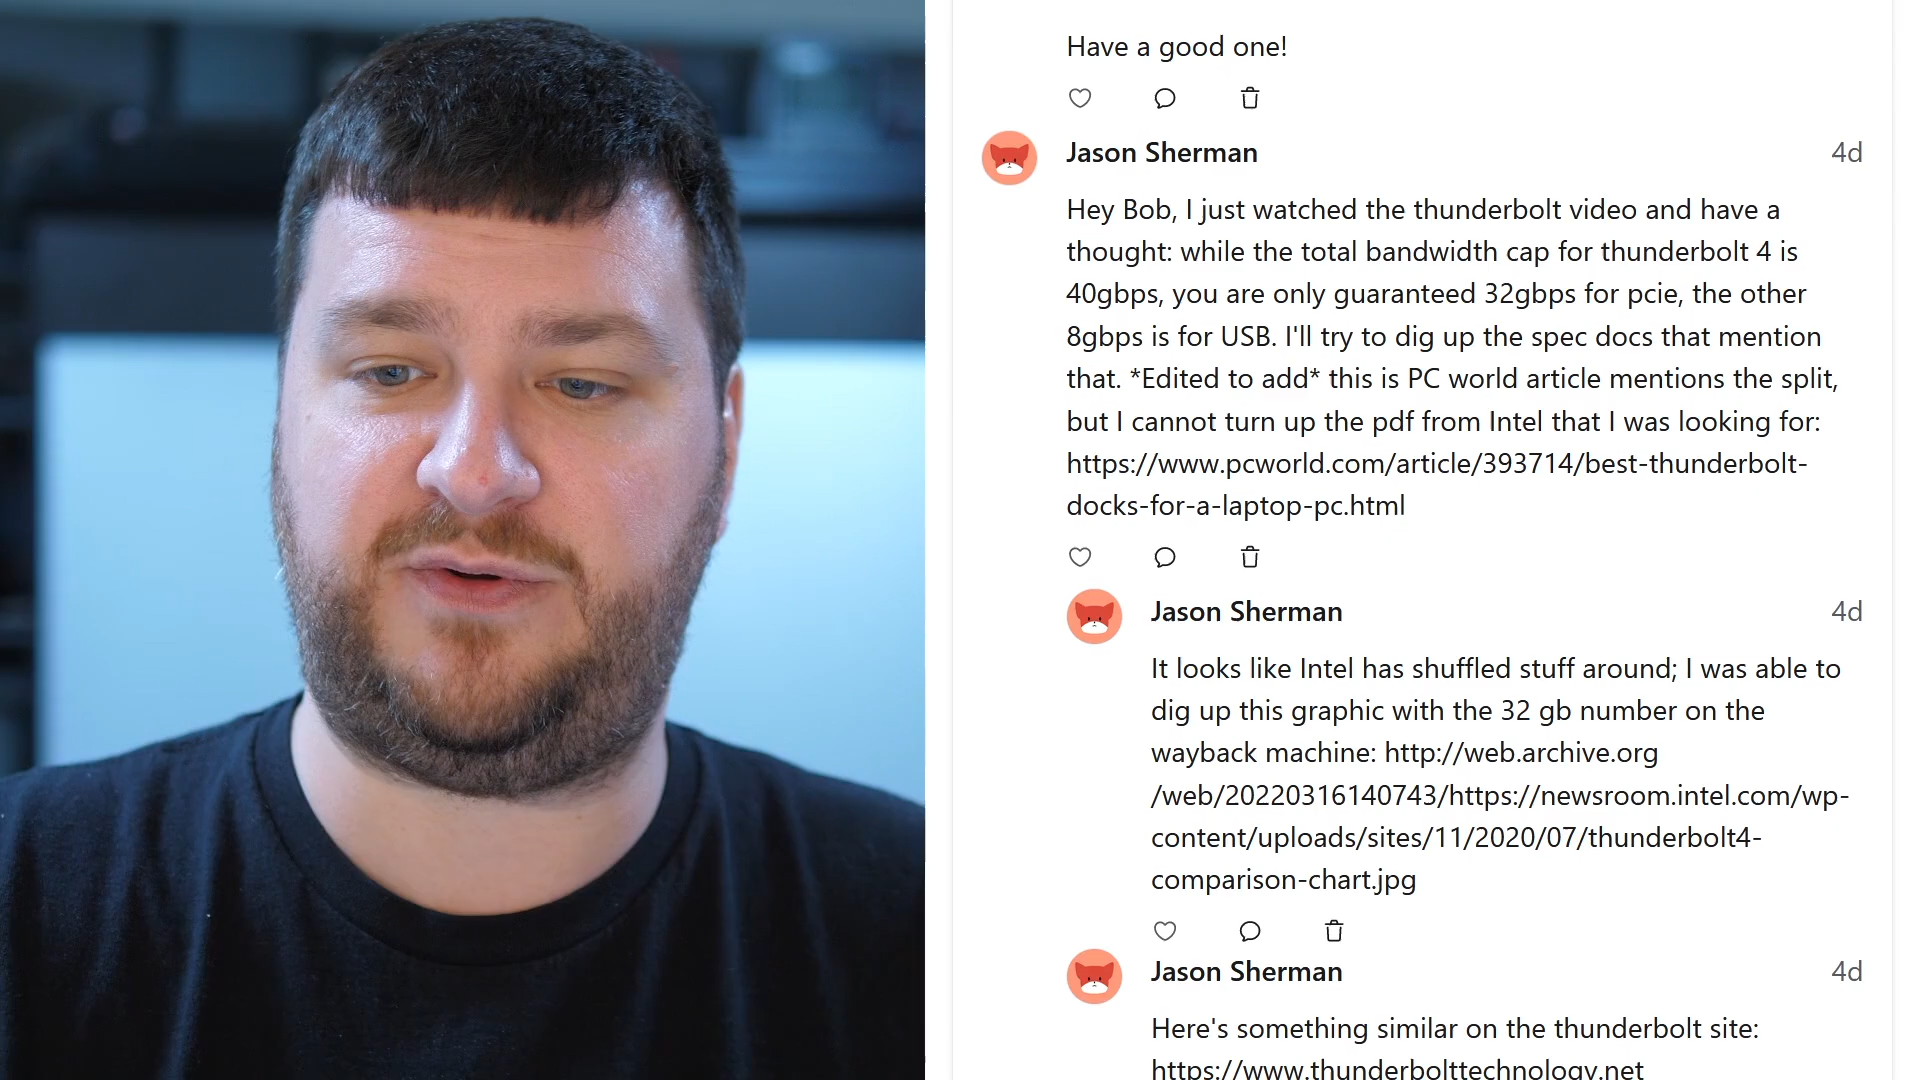 Have a good one!
Jason Sherman
4d
Hey Bob, I just watched the thunderbolt video and have a
thought: while the total bandwidth cap for thunderbolt 4 is
40gbps, you are only guaranteed 32gbps for pcie, the other
8gbps is for USB. I'll try to dig up the spec docs that mention
that. *Edited to add* this is PC world article mentions the split,
but I cannot turn up the pdf from Intel that I was looking for:
https://www.pcworld.com/article/393714/best-thunderbolt-
docks-for-a-laptop-pc.html
Jason Sherman
4d
It looks like Intel has shuffled stuff around; I was able to
dig up this graphic with the 32 gb number on the
wayback machine: http://web.archive.org
/web/20220316140743/https://newsroom.intel.com/wp-
content/uploads/sites/11/2020/07/thunderbolt4-
comparison-chart.jpg
Jason Sherman
4d
Here's something similar on the thunderbolt site:
https://www.thunderbolttechnology.net